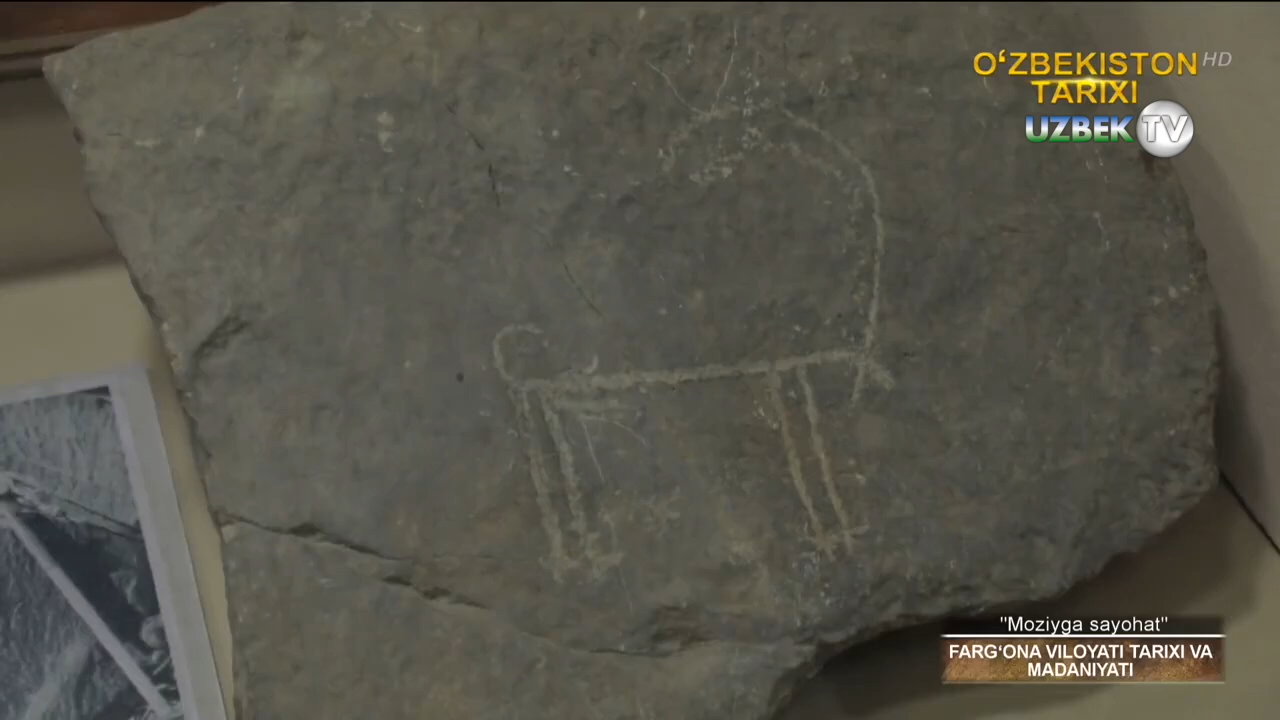 O‘ZBEKISTON HD
TARIXI
UZBEK TV
"Moziyga sayohat"
FARG‘ONA VILOYATI TARIXI VA
MADANIYATI